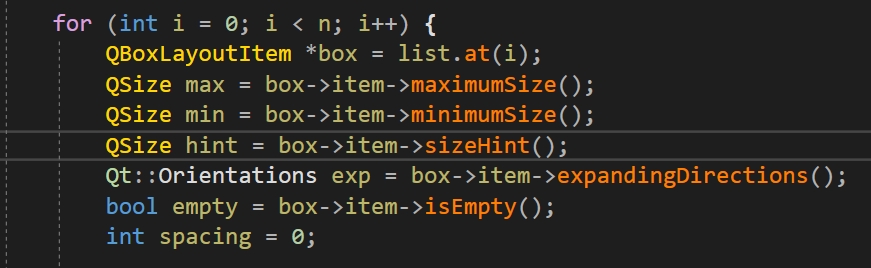 for (int i = 0; i < n; i++) {
QBoxLayoutItem *box = list.at(i);
QSize max = box->item->maximumSize();
QSize min = box->item->minimumSize();
QSize hint = box->item->sizeHint();
Qt::Orientations exp = box->item->expandingDirections();
bool empty = box->item->isEmpty();
int spacing = 0;